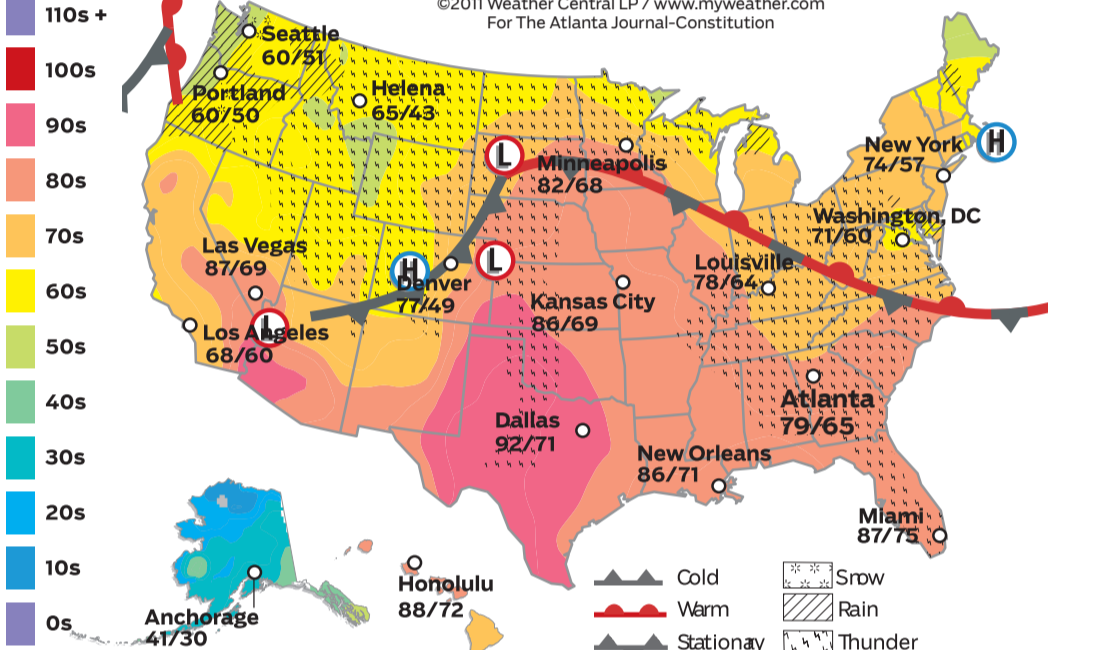 ©2011 Weather Central LP / www.myweather.com
For The Atlanta Journal-Constitution
110s +
100s
90s
80s
70s
60s
50s
40s
30s
20s
10s
0s
Seattle
60/51
Portland
60/50
Helena
65/43
L
Minneapolis
82/68
H
New York
74/57
Washington, DC
71/60
Las Vegas
87/69
H
L
Denver
77/49
Louisville
78/64
Kansas City
86/69
L
Los Angeles
68/60
Atlanta
79/65
Dallas
92/71
New Orleans
86/71
Miami
87/75
Honolulu
88/72
Anchorage
41/30
Cold
Warm
Stationary
Snow
Rain
Thunder